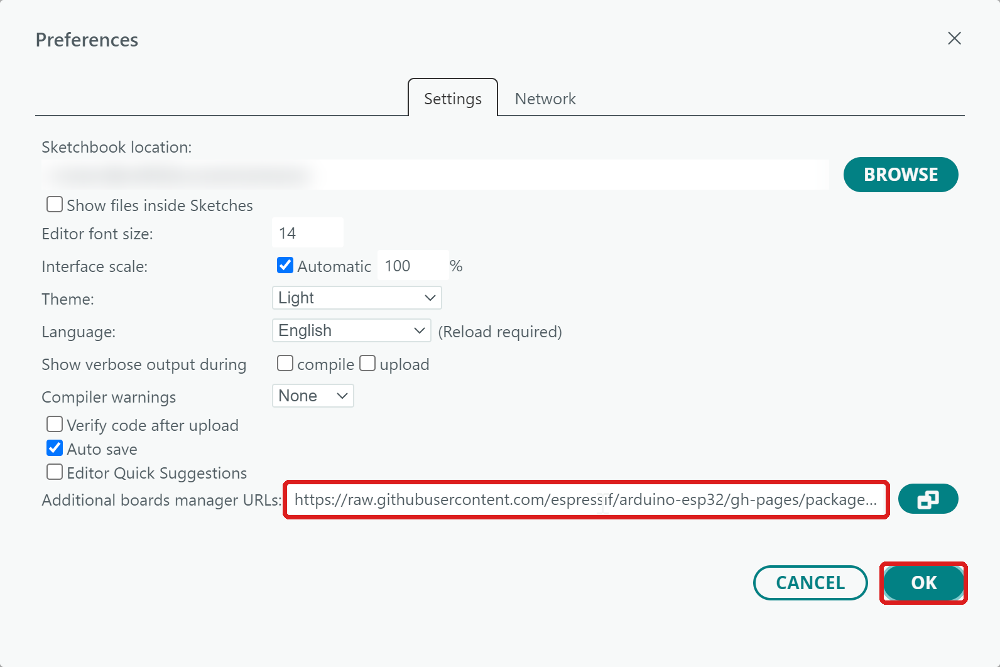 Preferences
Settings Network
Sketchbook location:
BROWSE
Show files inside Sketches
Editor font size: 14
Interface scale: Automatic 100 %
Theme: Light
Language: English (Reload required)
Show verbose output during compile upload
Compiler warnings None
Verify code after upload
Auto save
Editor Quick Suggestions
Additional boards manager URLs: https://raw.githubusercontent.com/espressif/arduino-esp32/gh-pages/package...
CANCEL OK